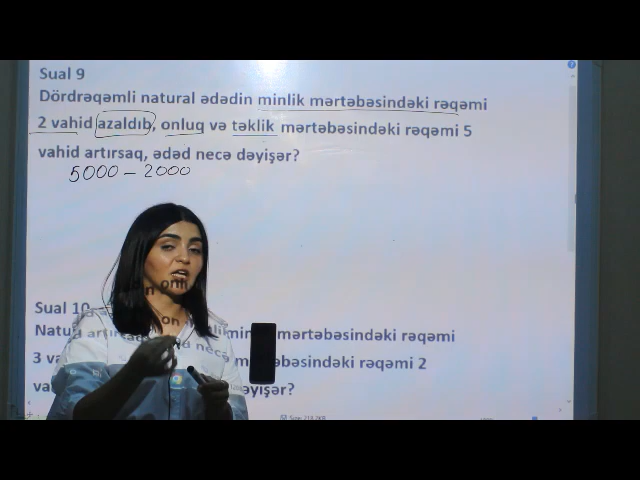 Sual 9
Dördrəqəmli natural ədədin minlik mərtəbəsindəki rəqəmi
2 vahid azaldıb, onluq və təklik mərtəbəsindəki rəqəmi 5
vahid artırsaq, ədəd necə dəyişər?
5000 - 2000
Sual 10
mərtəbəsindəki rəqəmi
3 mərtəbəsindəki rəqəmi 2